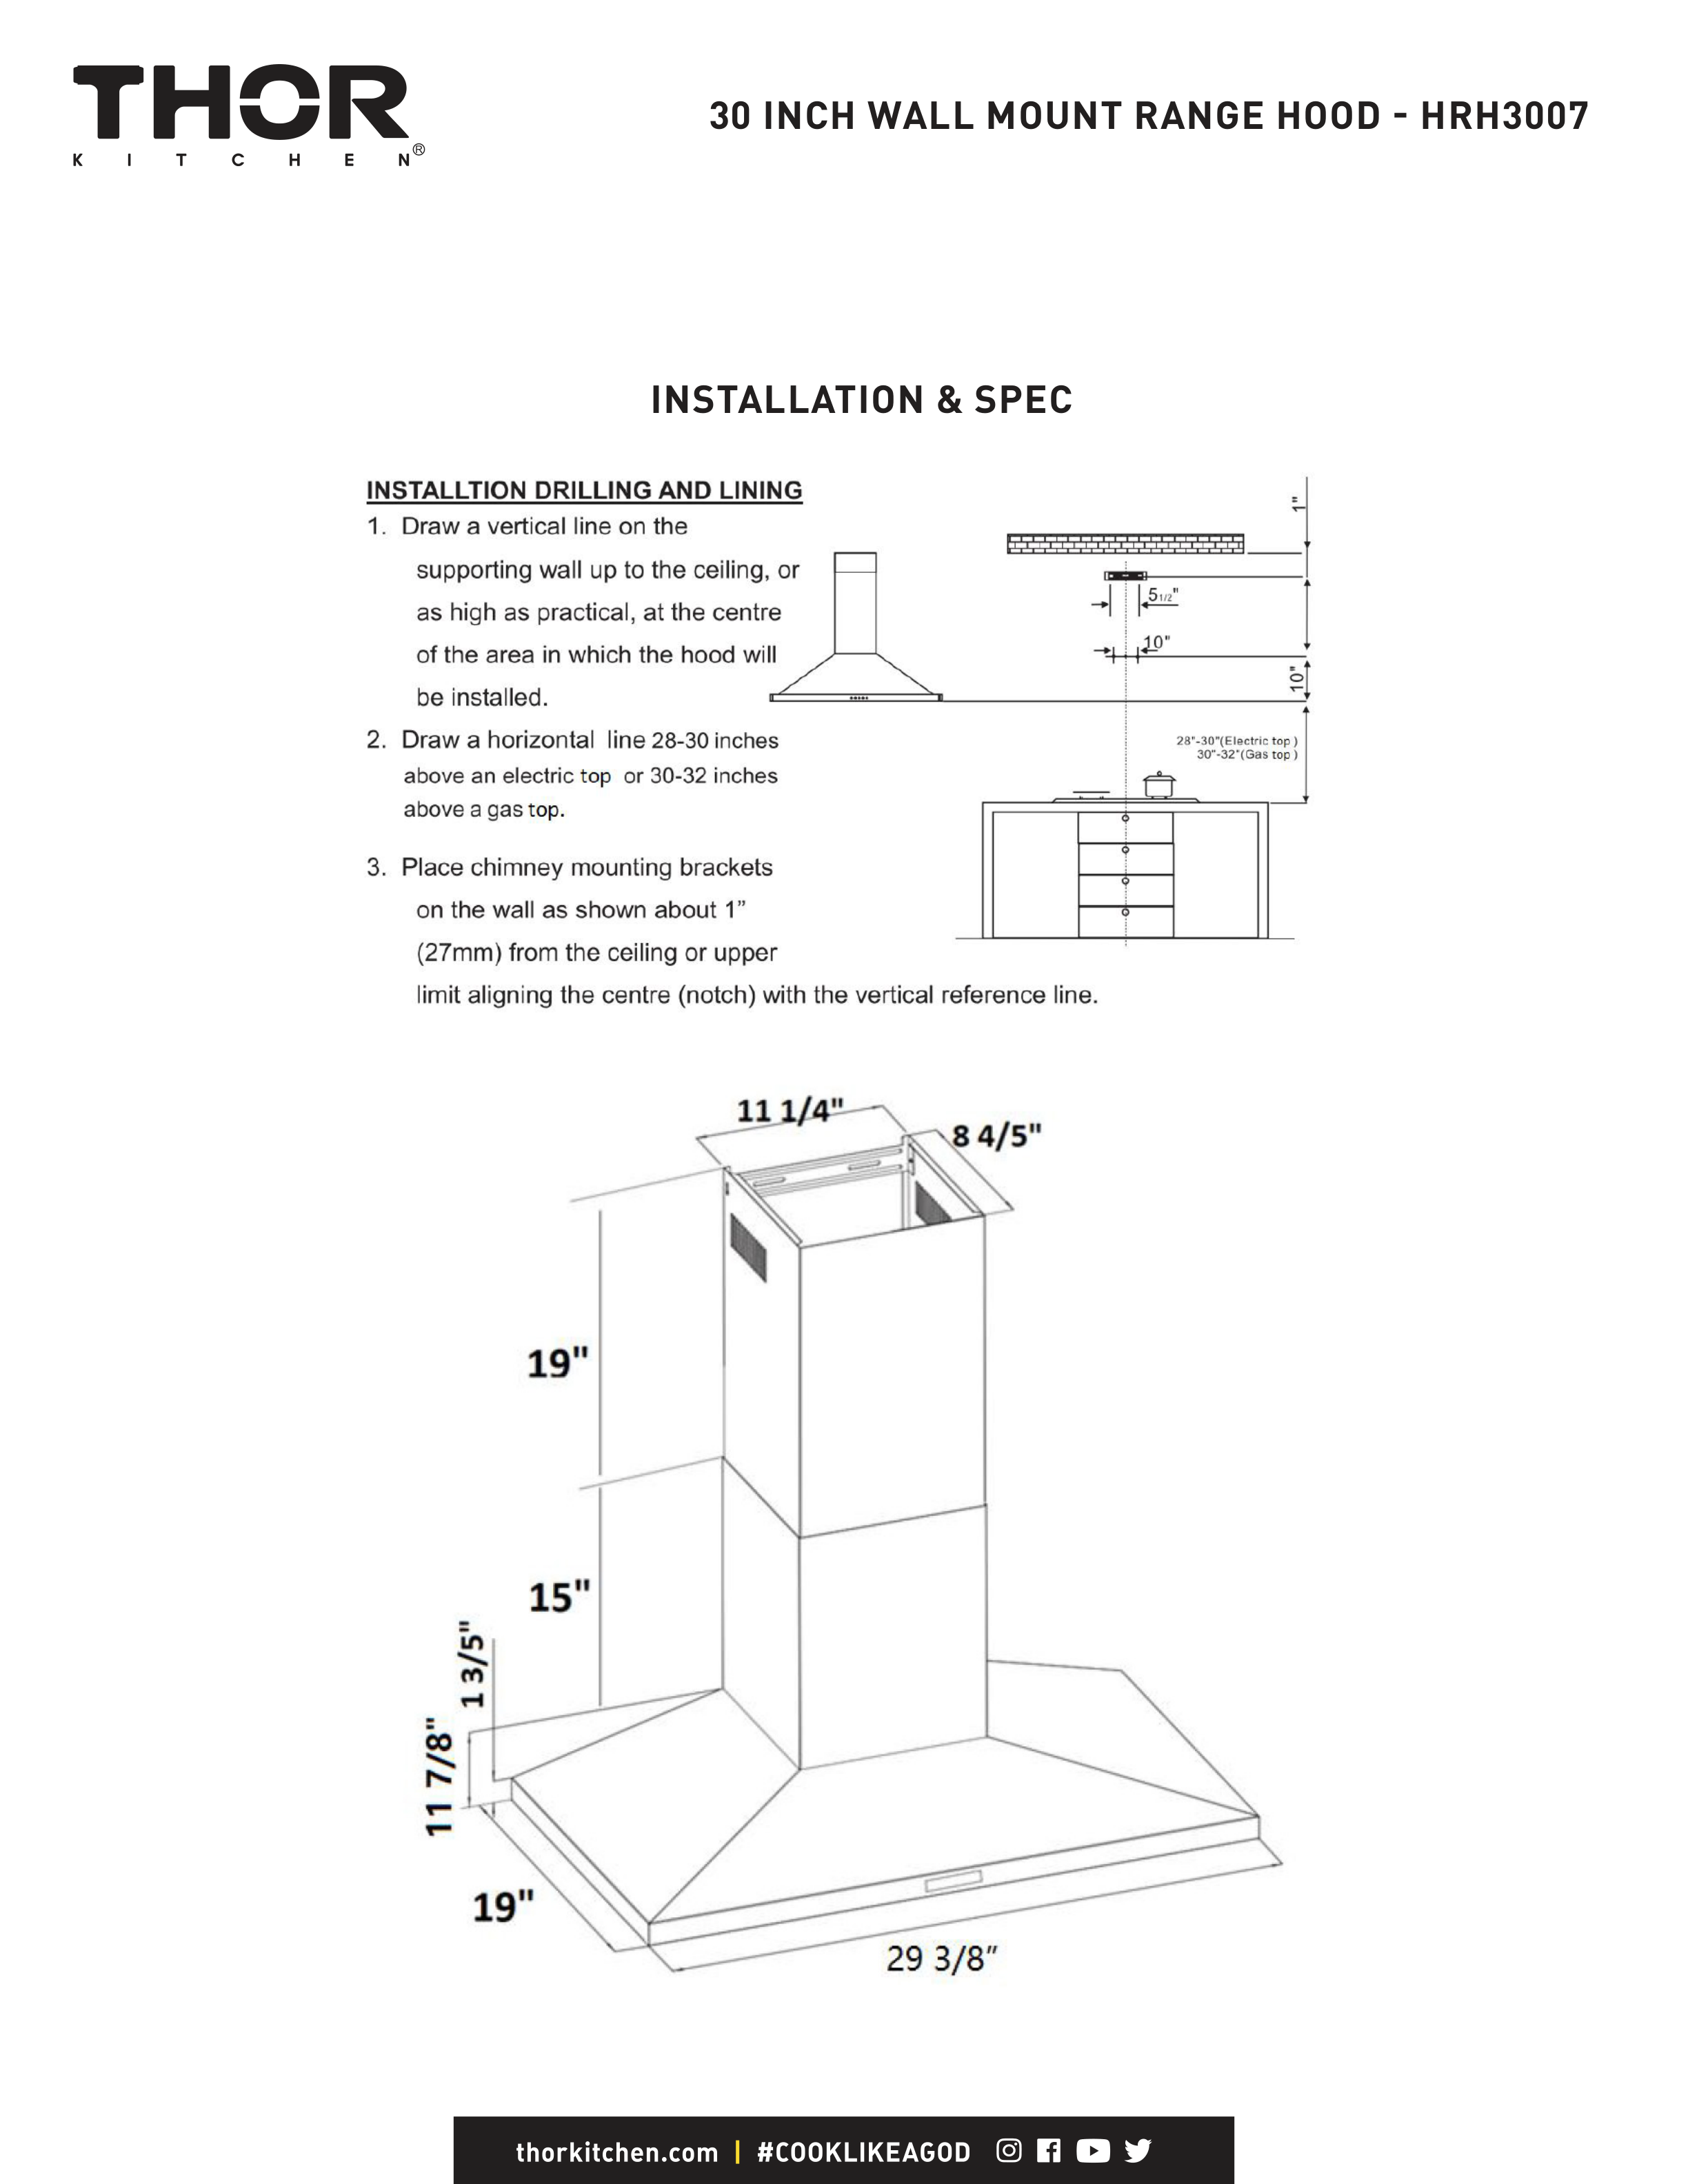 THOR
KITCHEN®
30 INCH WALL MOUNT RANGE HOOD - HRH3007
INSTALLATION & SPEC
INSTALLTION DRILLING AND LINING
1. Draw a vertical line on the
supporting wall up to the ceiling, or
as high as practical, at the centre
of the area in which the hood will
be installed.
2. Draw a horizontal line 28-30 inches
above an electric top or 30-32 inches
above a gas top.
3. Place chimney mounting brackets
on the wall as shown about 1”
(27mm) from the ceiling or upper
limit aligning the centre (notch) with the vertical reference line.
1"
5 1/2"
10"
10"
28"-30"(Electric top )
30"-32"(Gas top )
11 1/4"
8 4/5"
19"
15"
1 3/5"
11 7/8"
19"
29 3/8”
thorkitchen.com | #COOKLIKEAGOD